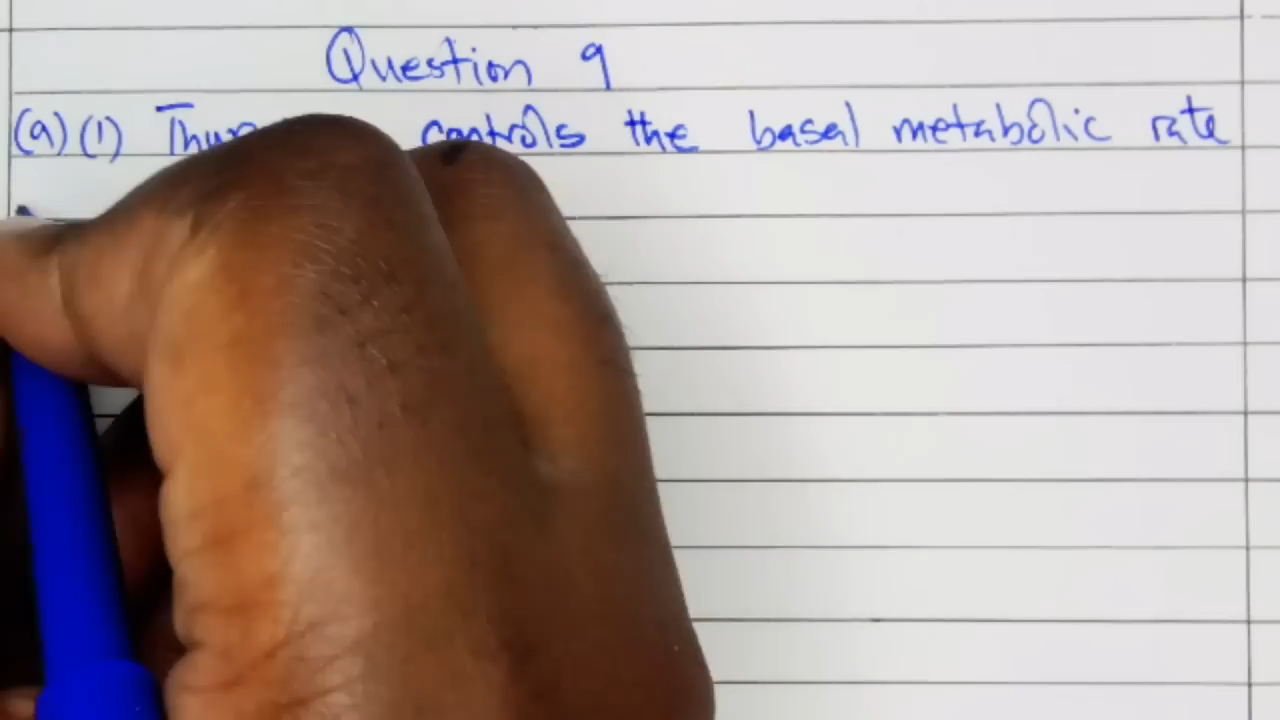 Question 9
(a) (1) controls the basal metabolic rate